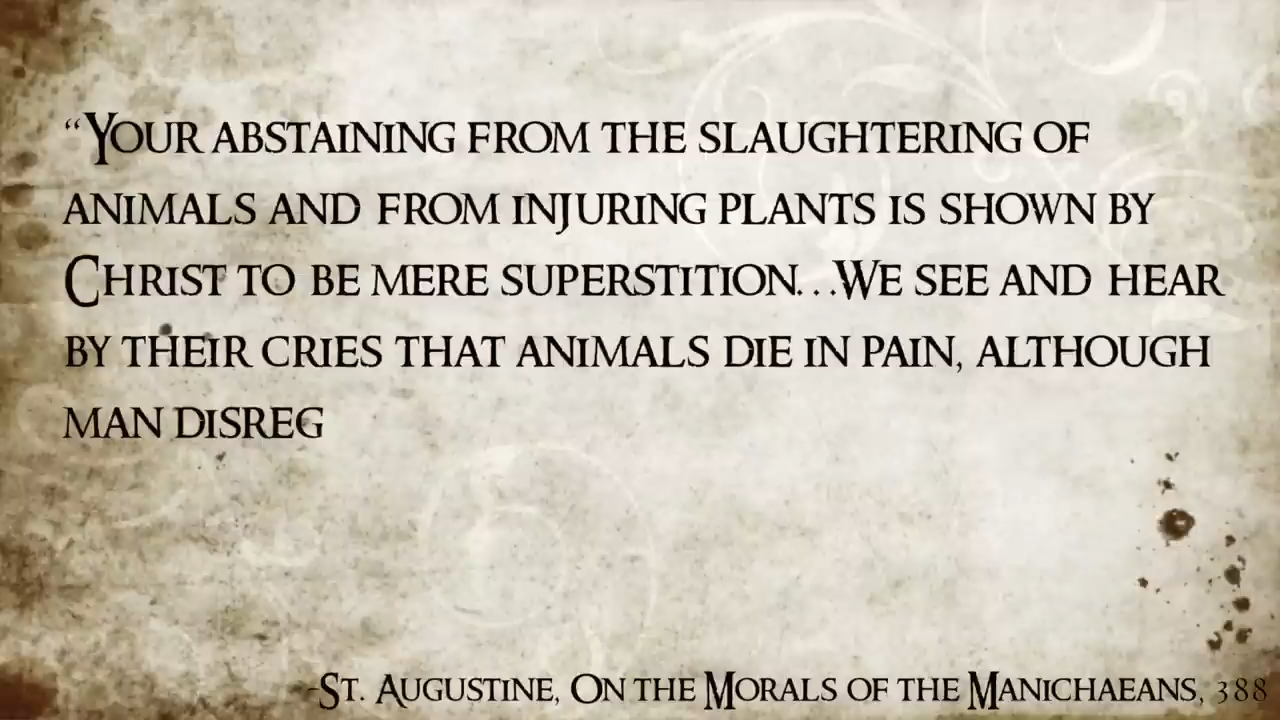 “Your abstaining from the slaughtering of
animals and from injuring plants is shown by
Christ to be mere superstition...We see and hear
by their cries that animals die in pain, although
man disreg
-St. Augustine, On the Morals of the Manichaeans, 388